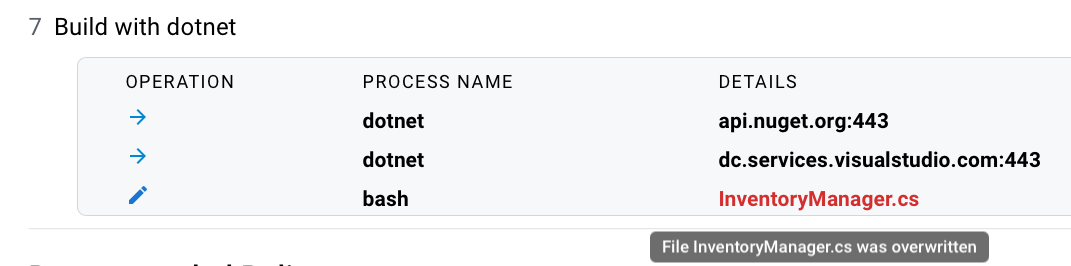 7 Build with dotnet
OPERATION PROCESS NAME DETAILS
dotnet api.nuget.org:443
dotnet dc.services.visualstudio.com:443
bash InventoryManager.cs
File InventoryManager.cs was overwritten